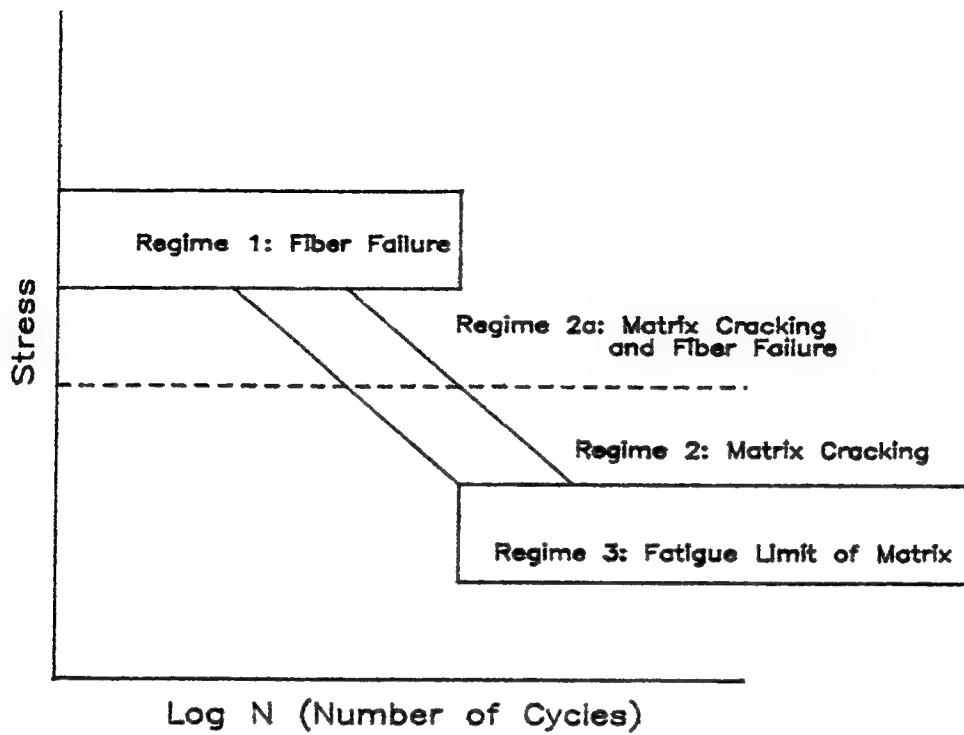 Regime 1: Fiber Failure
Regime 2a: Matrix Cracking
and Fiber Failure
Stress
Regime 2: Matrix Cracking
Regime 3: Fatigue Limit of Matrix
Log N (Number of Cycles)